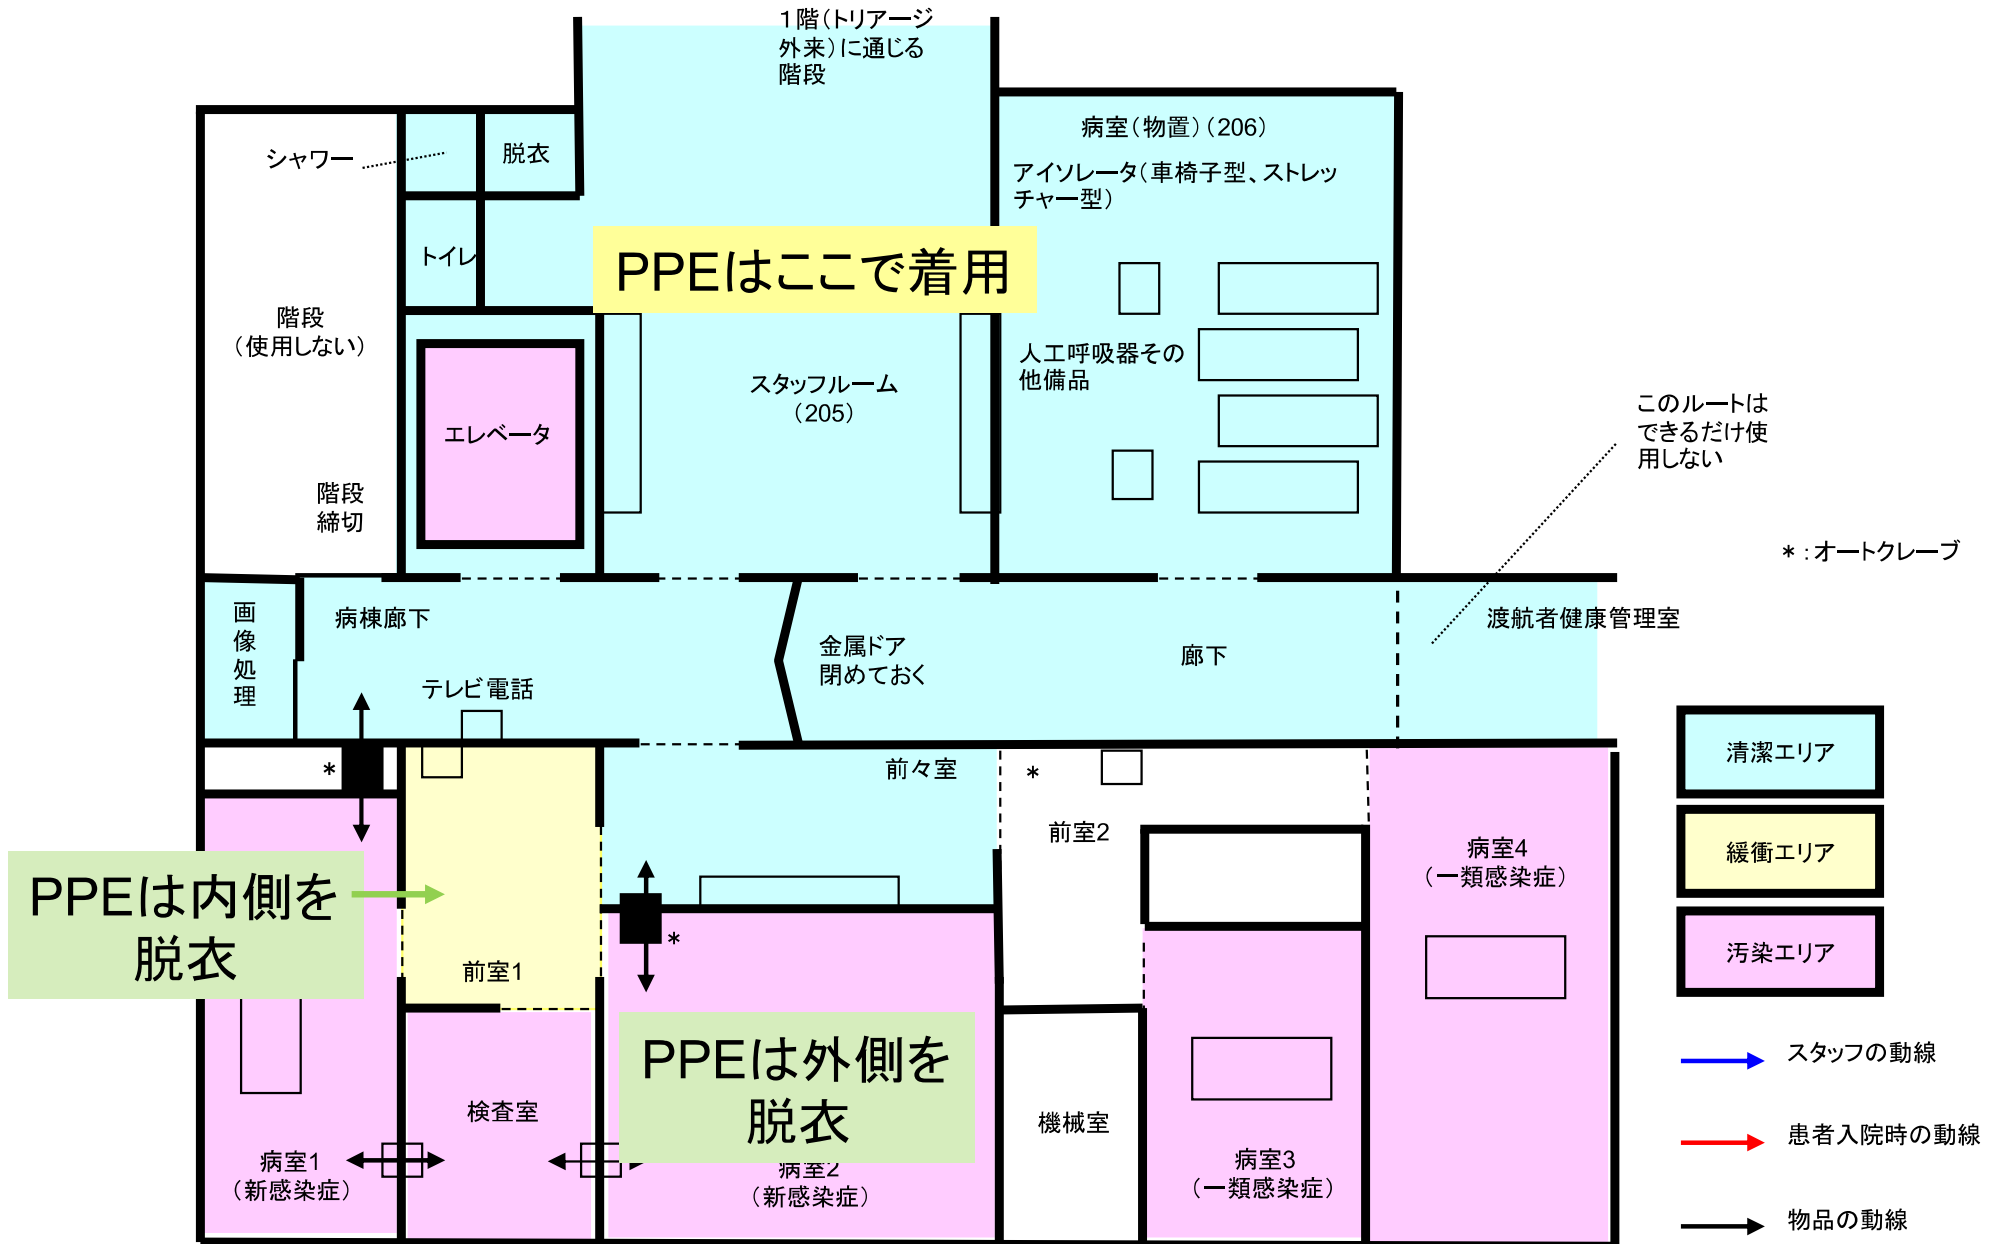 1階(トリアージ
外来)に通じる
階段
病室(物置)(206)
シャワー
脱衣
アイソレータ(車椅子型、ストレッ
チャー型)
トイレ
PPEはここで着用
階段
(使用しない)
人工呼吸器その
他備品
スタッフルーム
(205)
エレベータ
このルートは
できるだけ使
用しない
階段
締切
*:オートクレーブ
画
像
処
理
病棟廊下
金属ドア
閉めておく
廊下
渡航者健康管理室
テレビ電話
*
前々室
*
前室2
清潔エリア
緩衝エリア
汚染エリア
病室4
(一類感染症)
PPEは内側を
脱衣
*
前室1
PPEは外側を
脱衣
検査室
機械室
病室1
(新感染症)
病室2
(新感染症)
病室3
(一類感染症)
スタッフの動線
患者入院時の動線
物品の動線